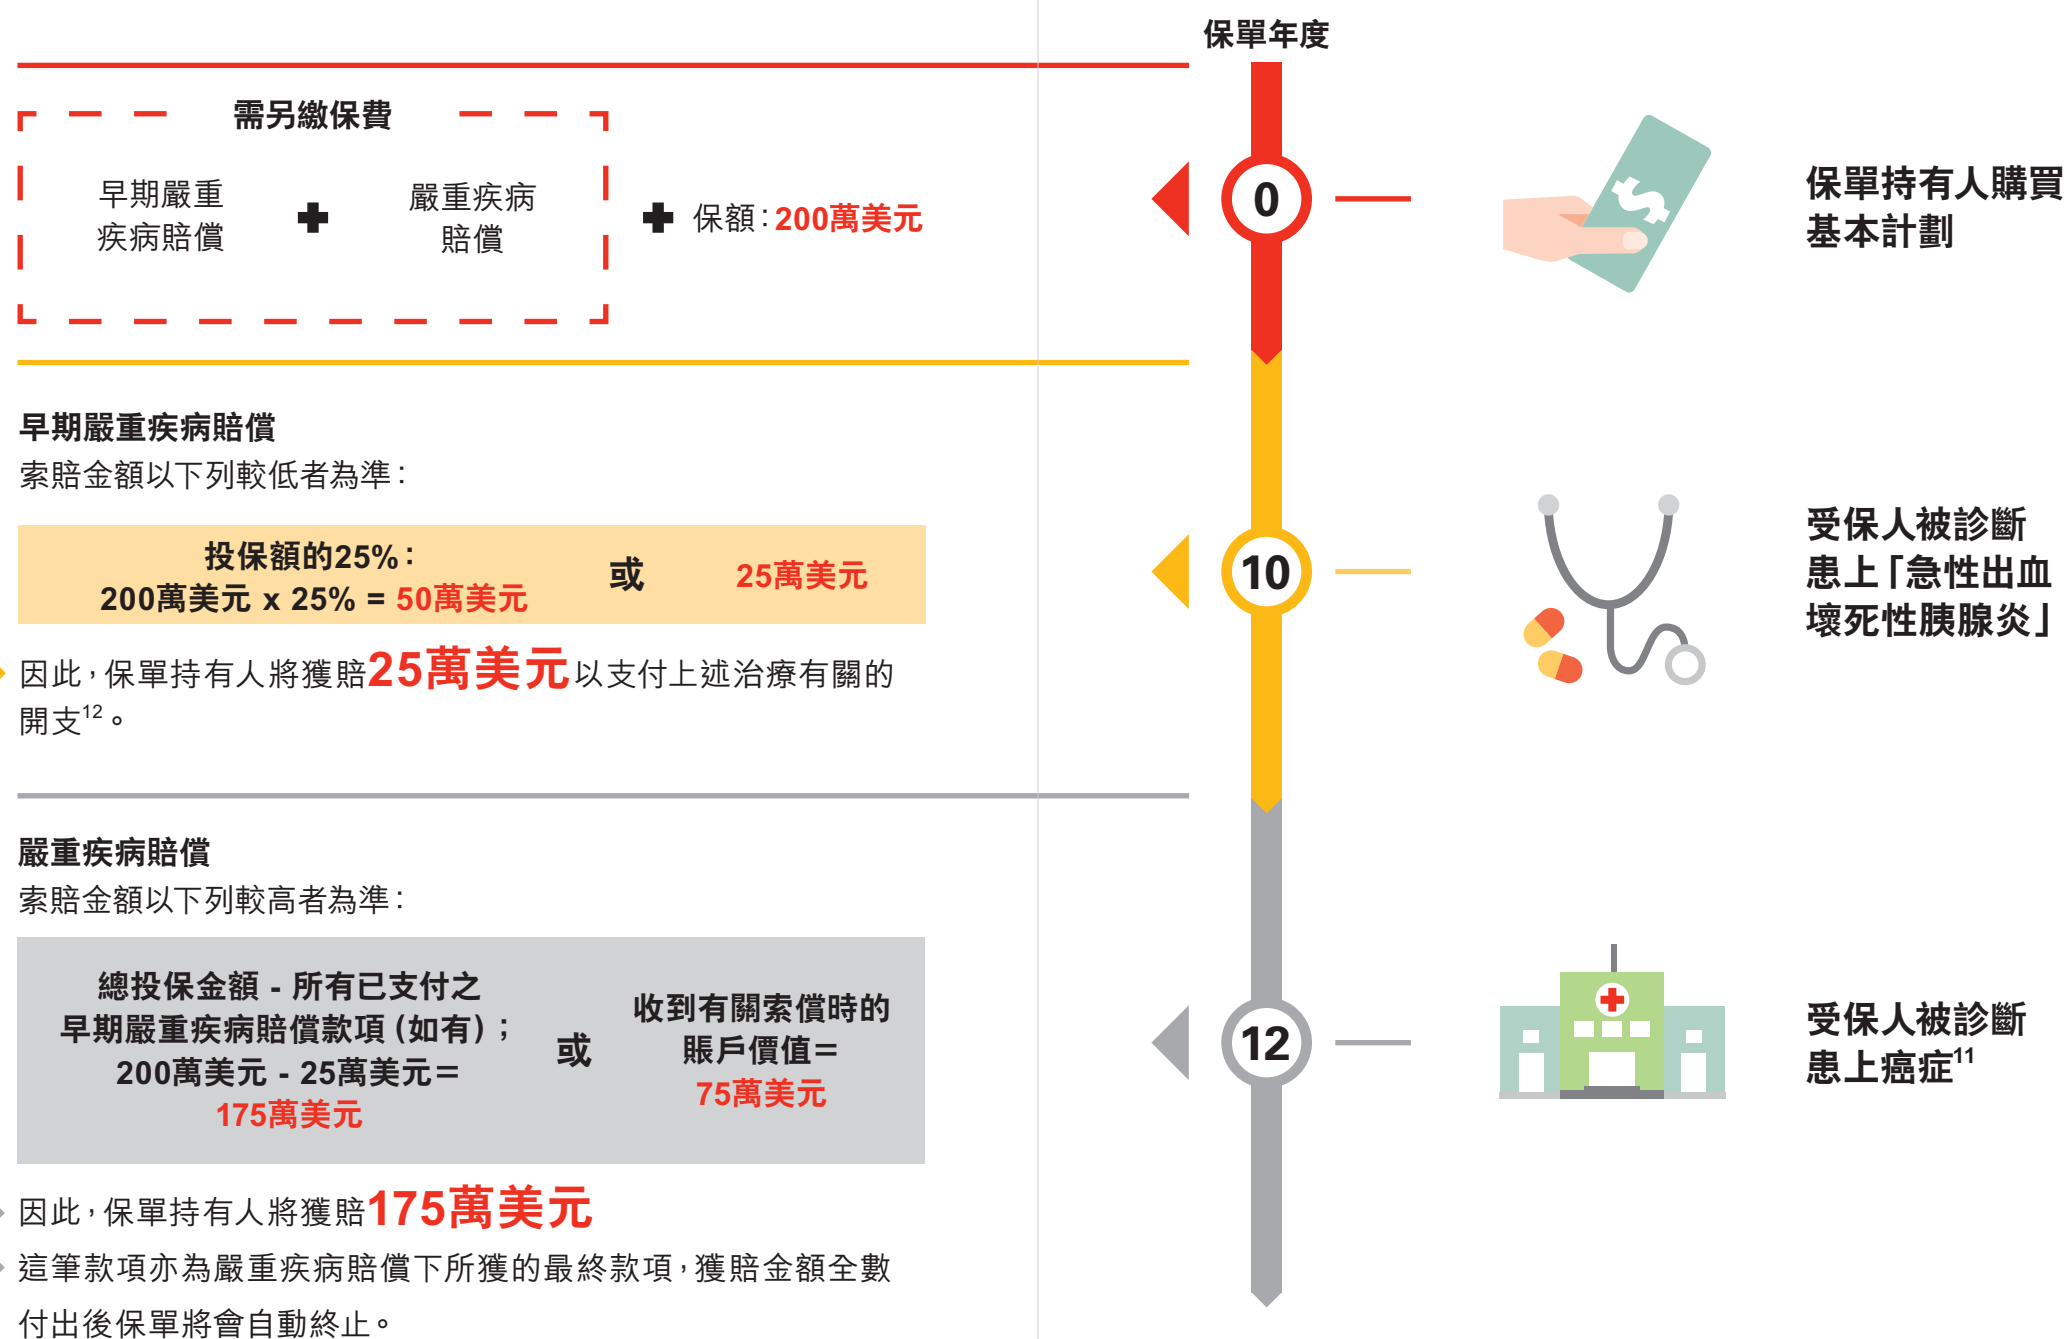 保單年度
需另繳保費
早期嚴重
疾病賠償
嚴重疾病
賠償
保額：200萬美元
0
保單持有人購買
基本計劃
早期嚴重疾病賠償
索賠金額以下列較低者為準：
投保額的25%：
200萬美元 x 25% = 50萬美元
或
25萬美元
因此，保單持有人將獲賠25萬美元以支付上述治療有關的
開支12。
10
受保人被診斷
患上「急性出血
壞死性胰腺炎」
嚴重疾病賠償
索賠金額以下列較高者為準：
總投保金額 - 所有已支付之
早期嚴重疾病賠償款項 (如有)；
200萬美元 - 25萬美元＝
175萬美元
或
收到有關索償時的
賬戶價值＝
75萬美元
12
受保人被診斷
患上癌症11
因此，保單持有人將獲賠175萬美元
這筆款項亦為嚴重疾病賠償下所獲的最終款項，獲賠金額全數
付出後保單將會自動終止。